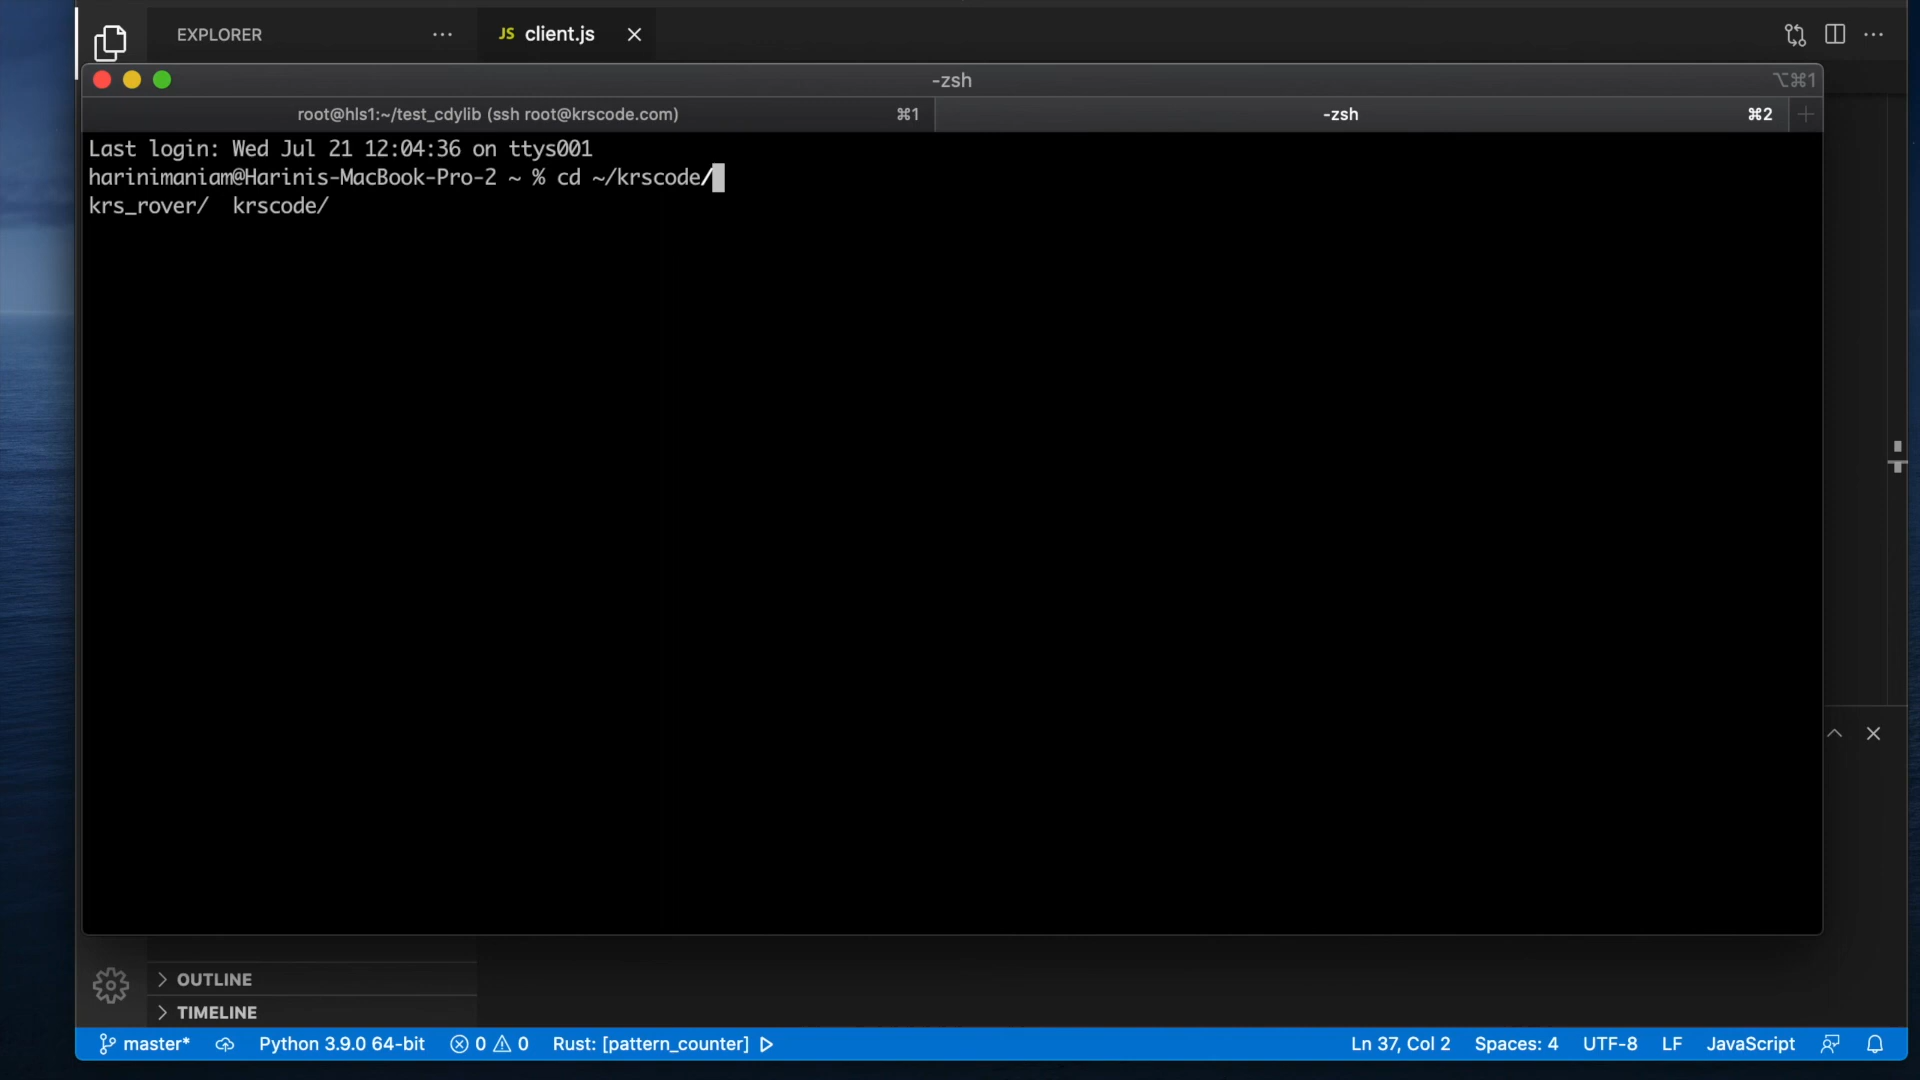 EXPLORER ··· JS client.js ···
-zsh ⌥⌘1
root@hls1:~/test_cdylib (ssh root@krscode.com) ⌘1 -zsh ⌘2
Last login: Wed Jul 21 12:04:36 on ttys001
harinimaniam@Harinis-MacBook-Pro-2 ~ % cd ~/krscode/
krs_rover/ krscode/
OUTLINE
TIMELINE
master* Python 3.9.0 64-bit 0 0 Rust: [pattern_counter] Ln 37, Col 2 Spaces: 4 UTF-8 LF JavaScript